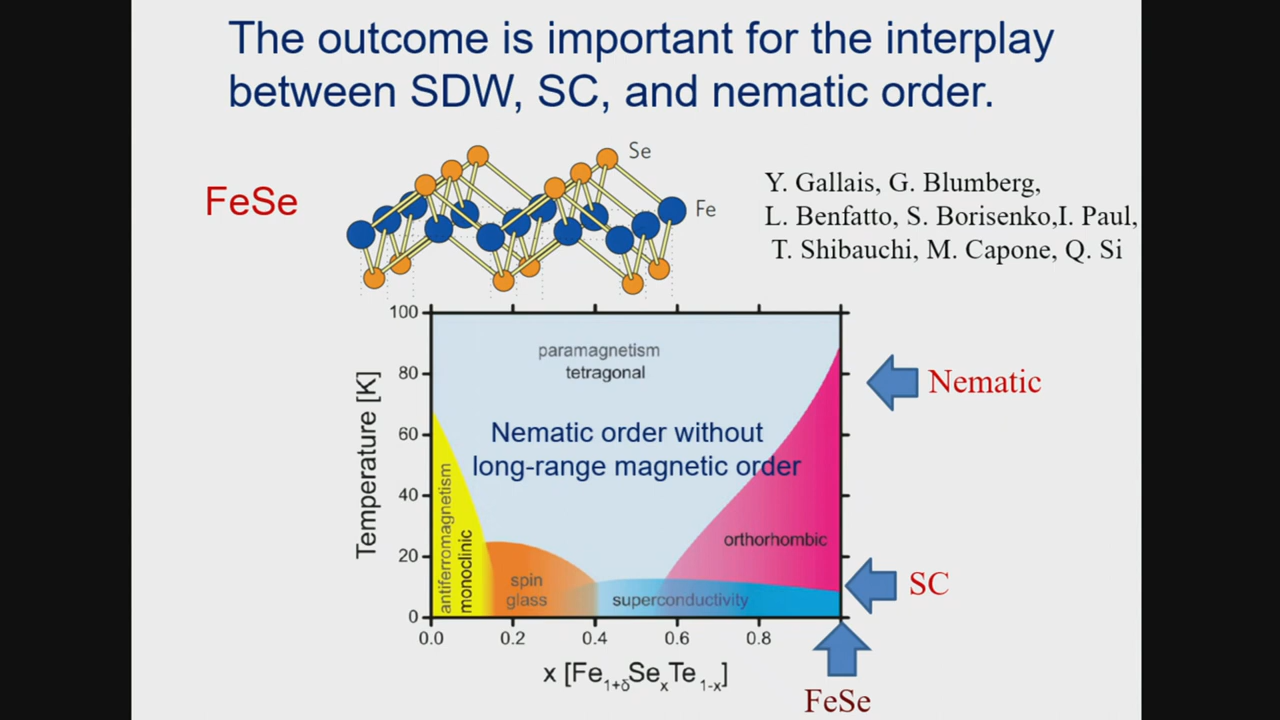 The outcome is important for the interplay
between SDW, SC, and nematic order.
FeSe
Se
Fe
Y. Gallais, G. Blumberg,
L. Benfatto, S. Borisenko,I. Paul,
T. Shibauchi, M. Capone, Q. Si
Temperature [K]
100
80
60
40
20
0
paramagnetism
tetragonal
Nematic order without
long-range magnetic order
antiferromagnetism
monoclinic
spin
glass
superconductivity
orthorhombic
Nematic
SC
0.0 0.2 0.4 0.6 0.8
x [Fe1+δSexTe1-x]
FeSe